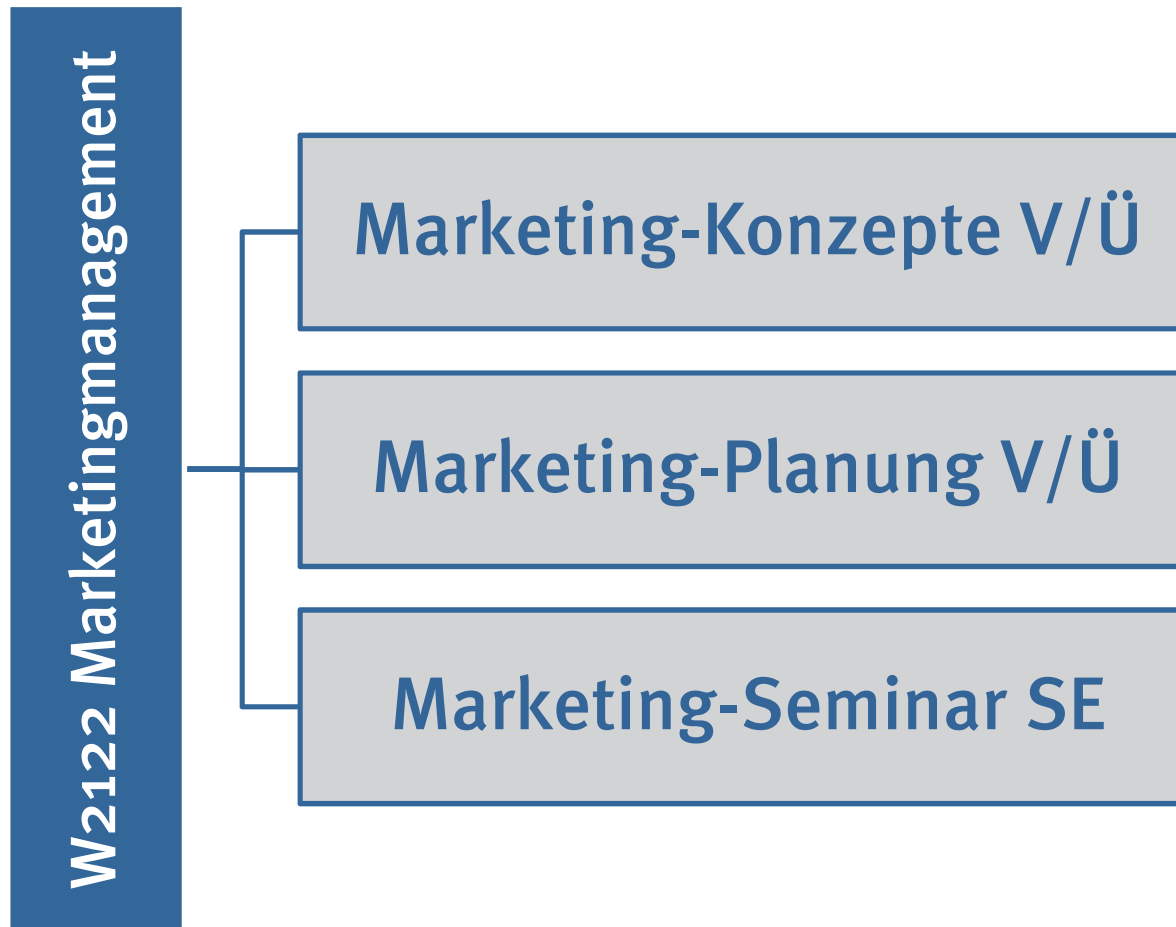 W2122 Marketingmanagement
Marketing-Konzepte V/Ü
Marketing-Planung V/Ü
Marketing-Seminar SE